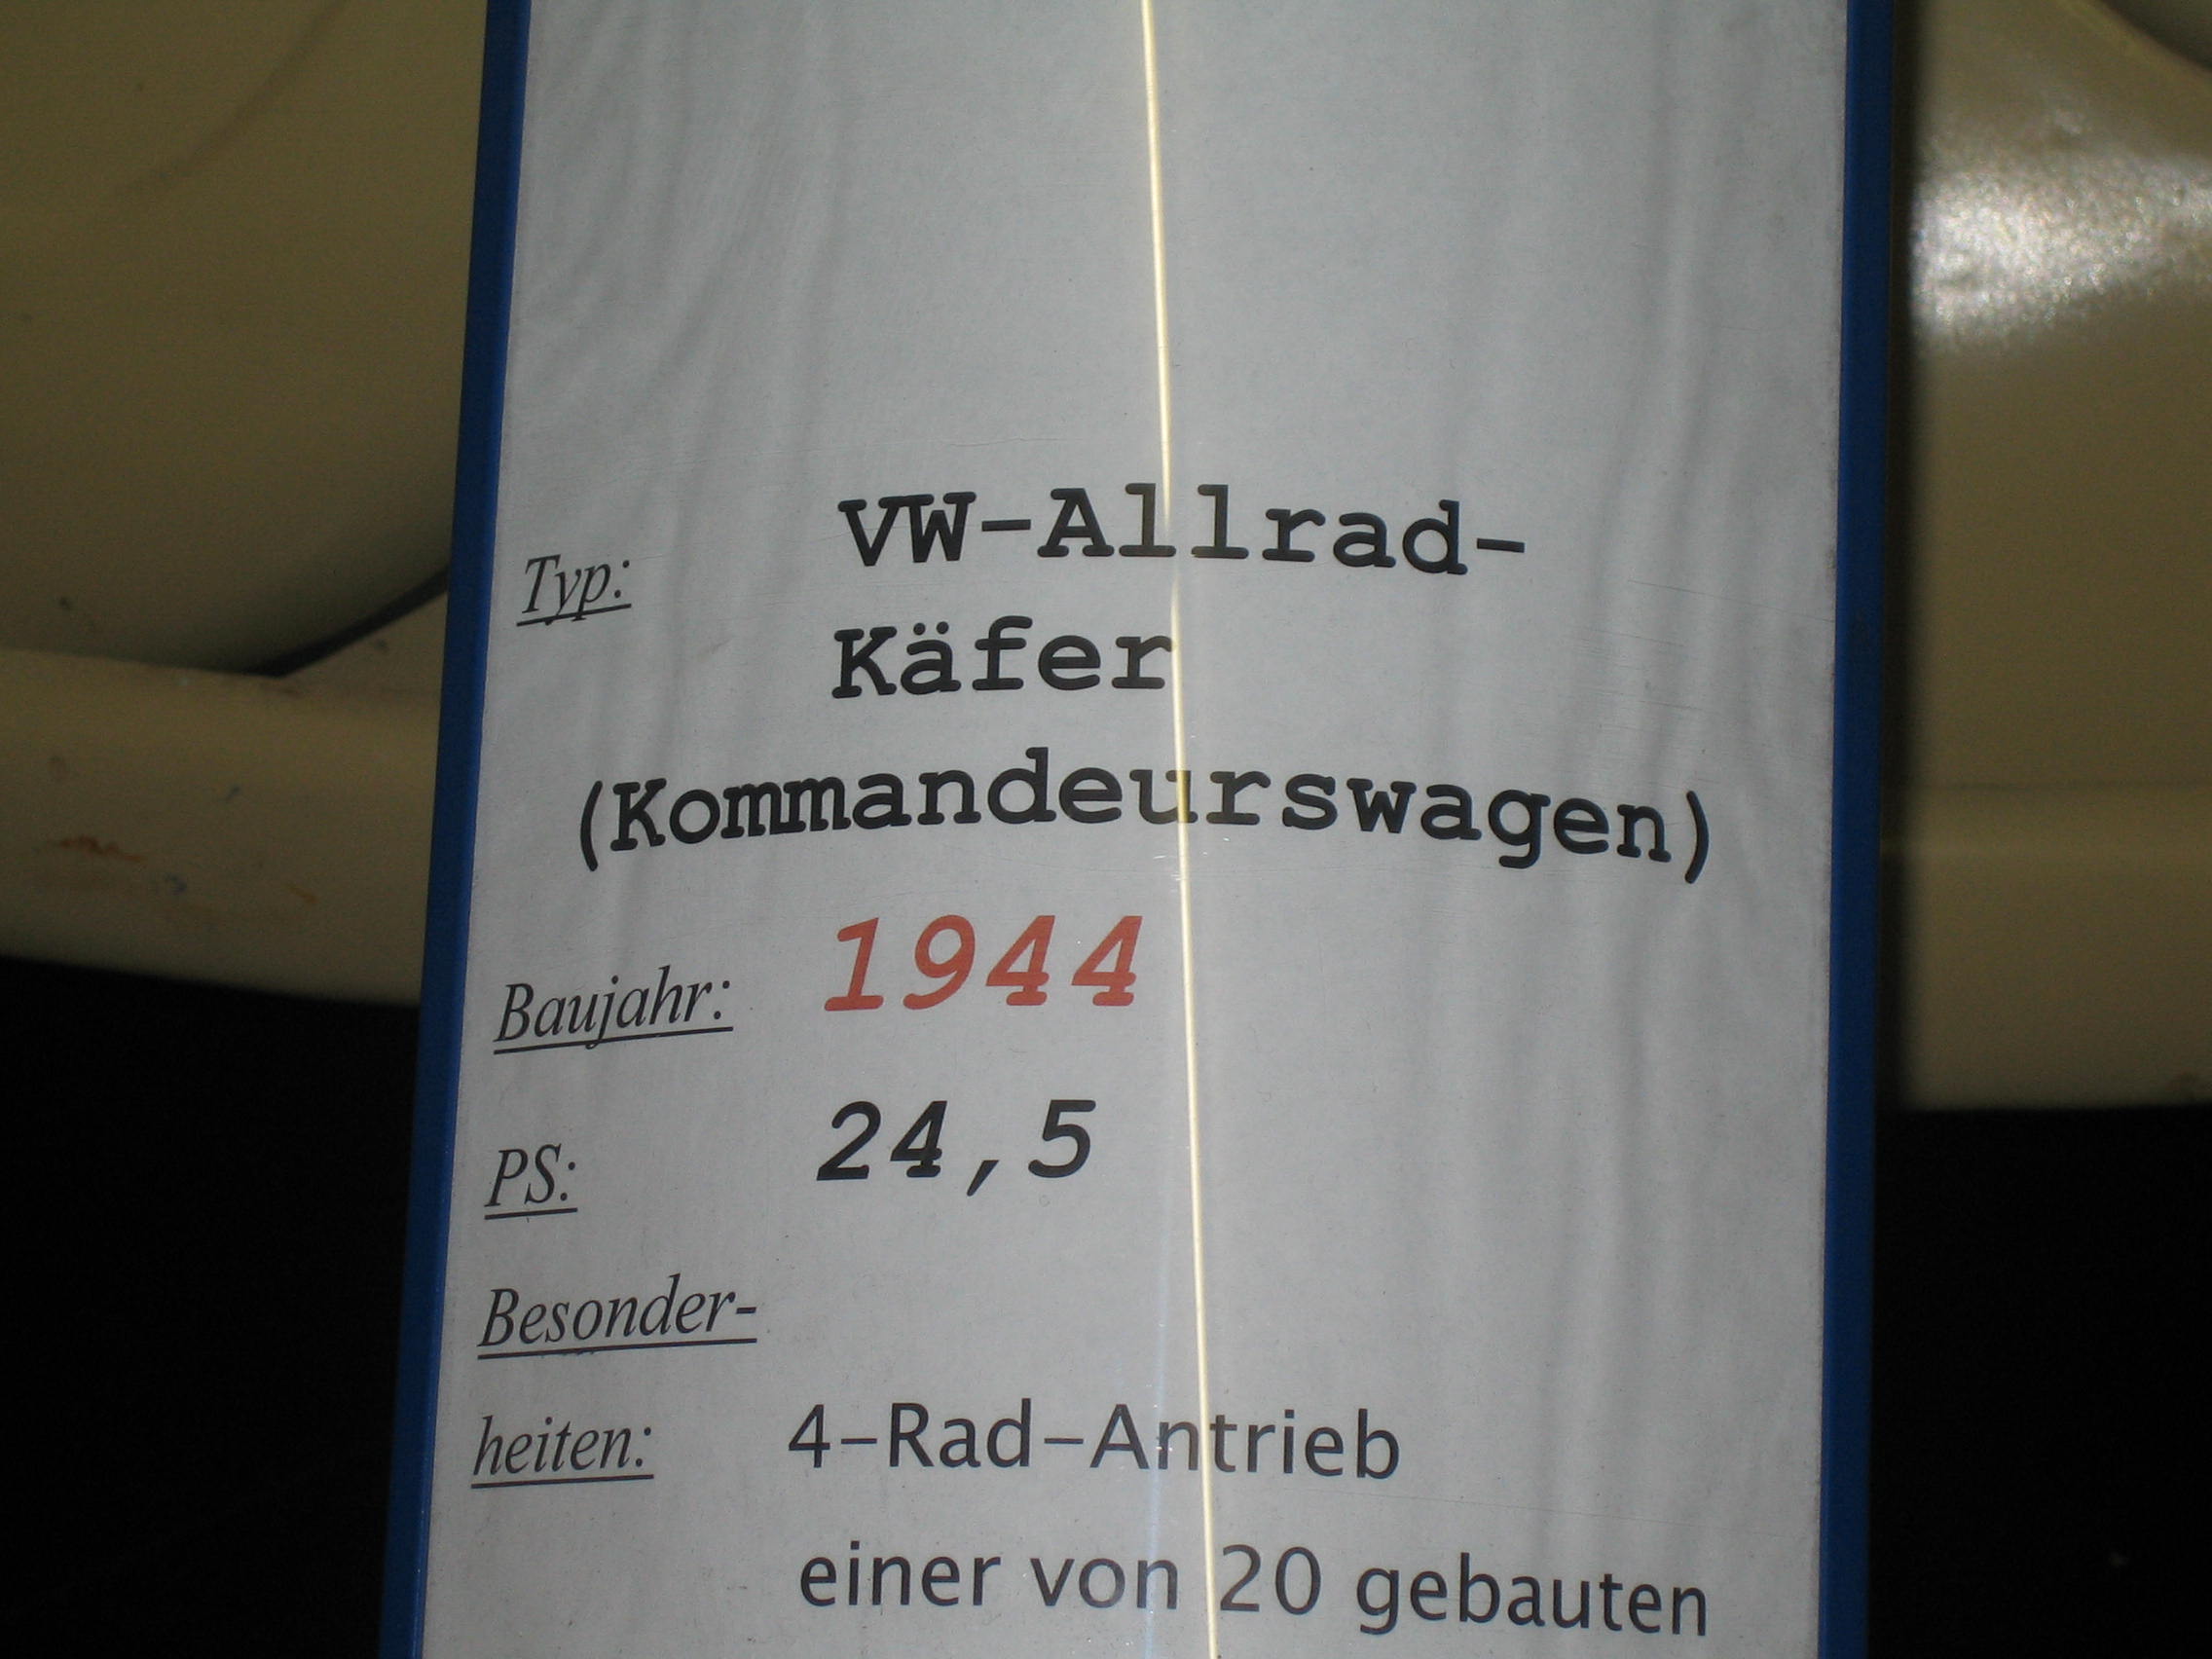 Typ: VW-Allrad-
Käfer
(Kommandeurswagen)
Baujahr: 1944
PS: 24,5
Besonder-
heiten: 4-Rad-Antrieb
einer von 20 gebauten